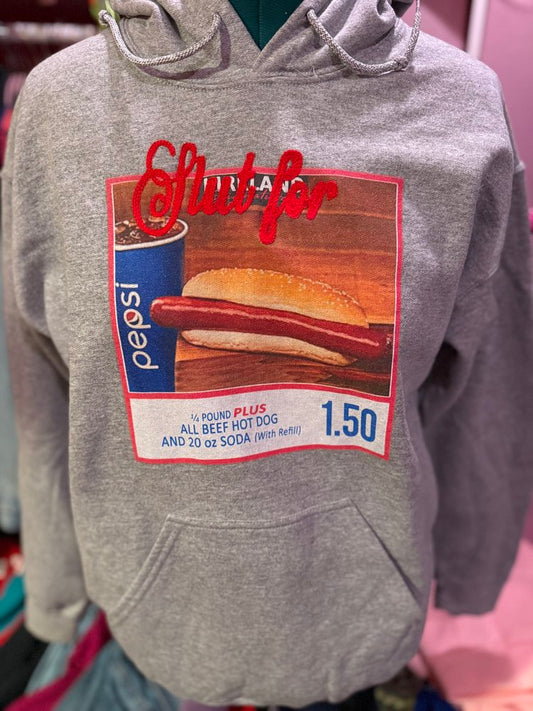 Slut for
KIRKLAND
pepsi
¼ POUND PLUS
ALL BEEF HOT DOG
AND 20 oz SODA (With Refill)
1.50